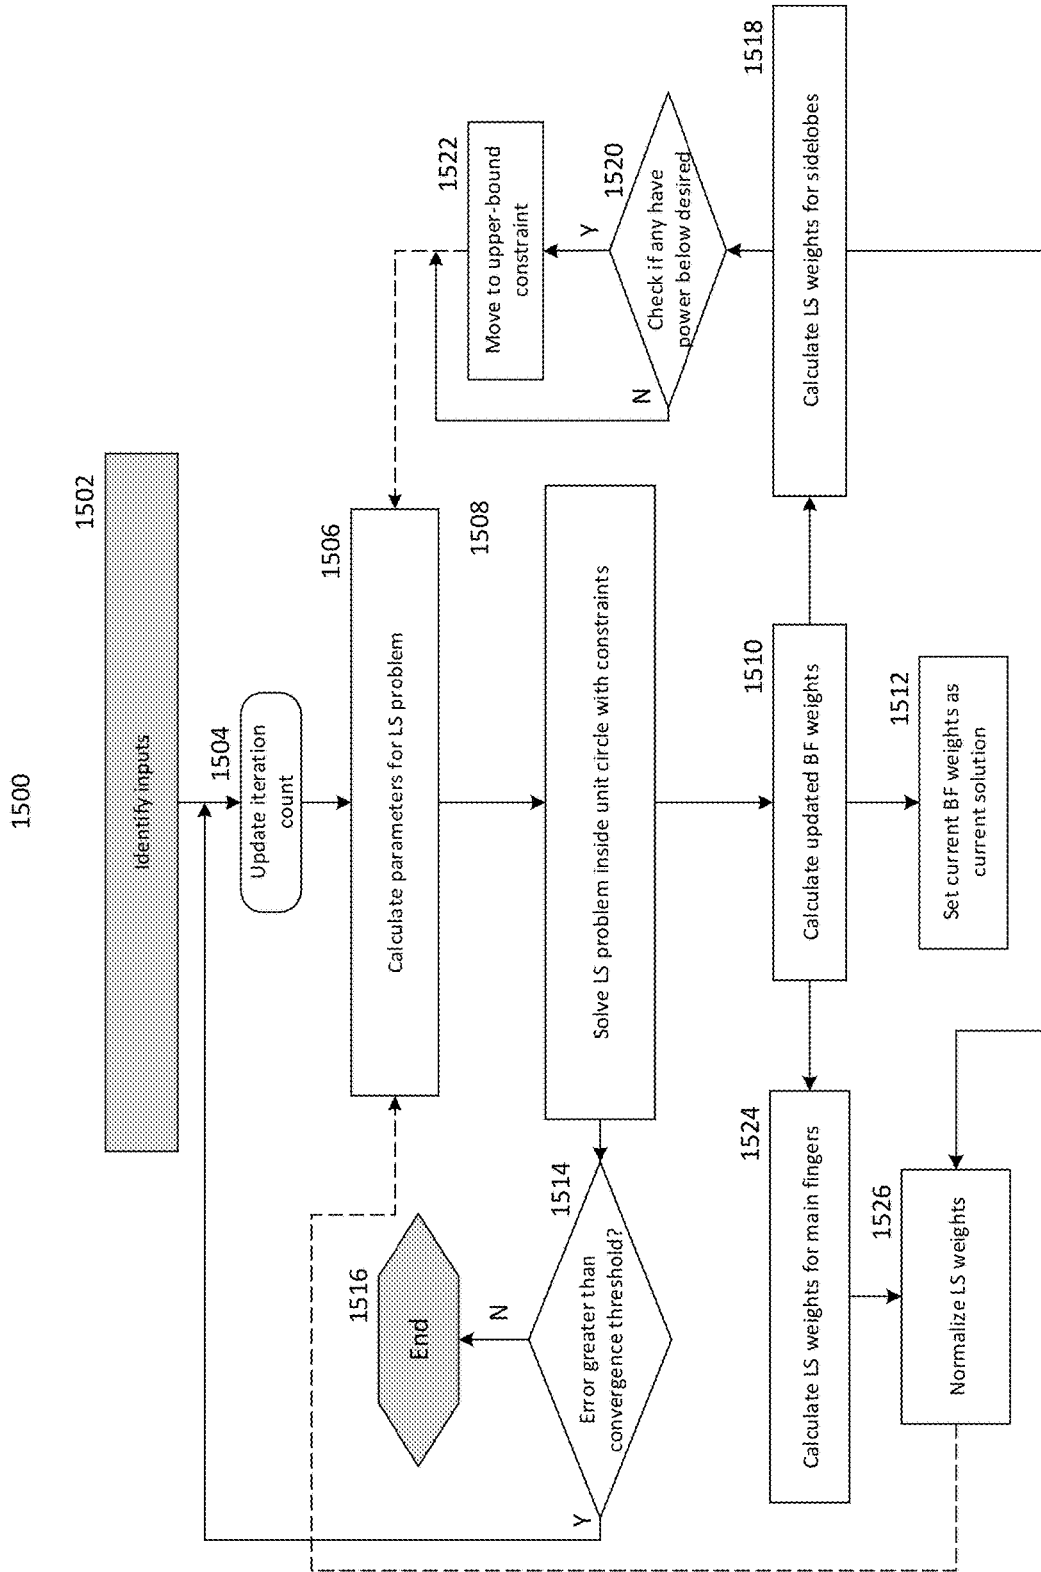 1500
1502
Identify inputs
1504
Update iteration
count
1506
Calculate parameters for LS problem
1508
Solve LS problem inside unit circle with constraints
1510
Calculate updated BF weights
1512
Set current BF weights as
current solution
1514
Error greater than
convergence threshold?
Y
N
1516
End
1518
Calculate LS weights for sidelobes
1520
Check if any have
power below desired
Y
N
1522
Move to upper-bound
constraint
1524
Calculate LS weights for main fingers
1526
Normalize LS weights